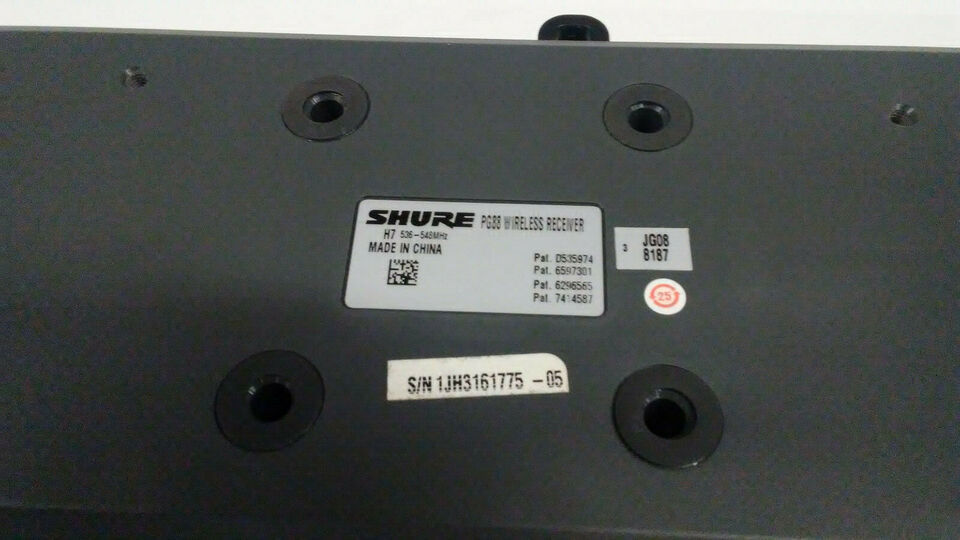 SHURE PG88 WIRELESS RECEIVER
H7 536-548MHz
MADE IN CHINA
Pat. D535974
Pat. 6597301
Pat. 6296565
Pat. 7414587
3 JG08
8187
25
S/N 1JH3161775 -05